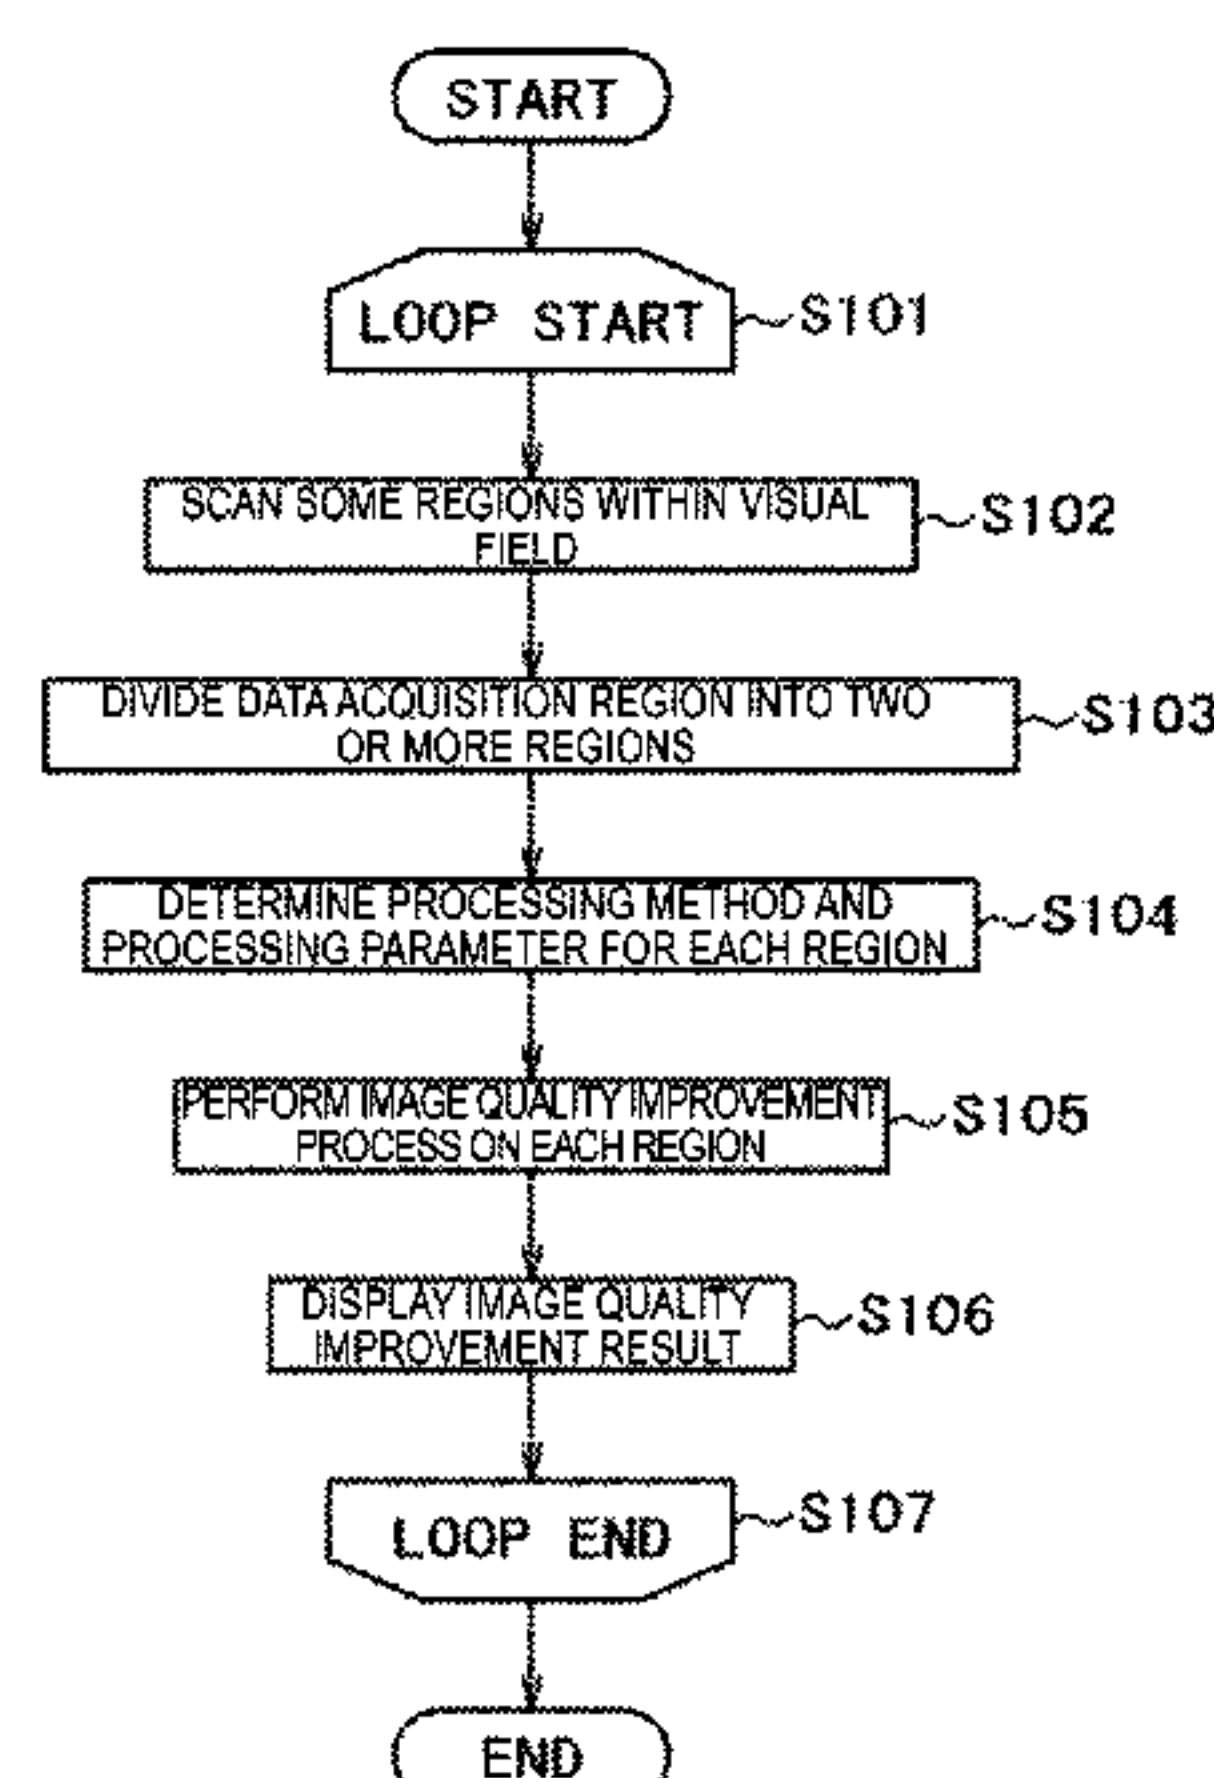 START
LOOP START
S101
SCAN SOME REGIONS WITHIN VISUAL
FIELD
S102
DIVIDE DATA ACQUISITION REGION INTO TWO
OR MORE REGIONS
S103
DETERMINE PROCESSING METHOD AND
PROCESSING PARAMETER FOR EACH REGION
S104
PERFORM IMAGE QUALITY IMPROVEMENT
PROCESS ON EACH REGION
S105
DISPLAY IMAGE QUALITY
IMPROVEMENT RESULT
S106
LOOP END
S107
END